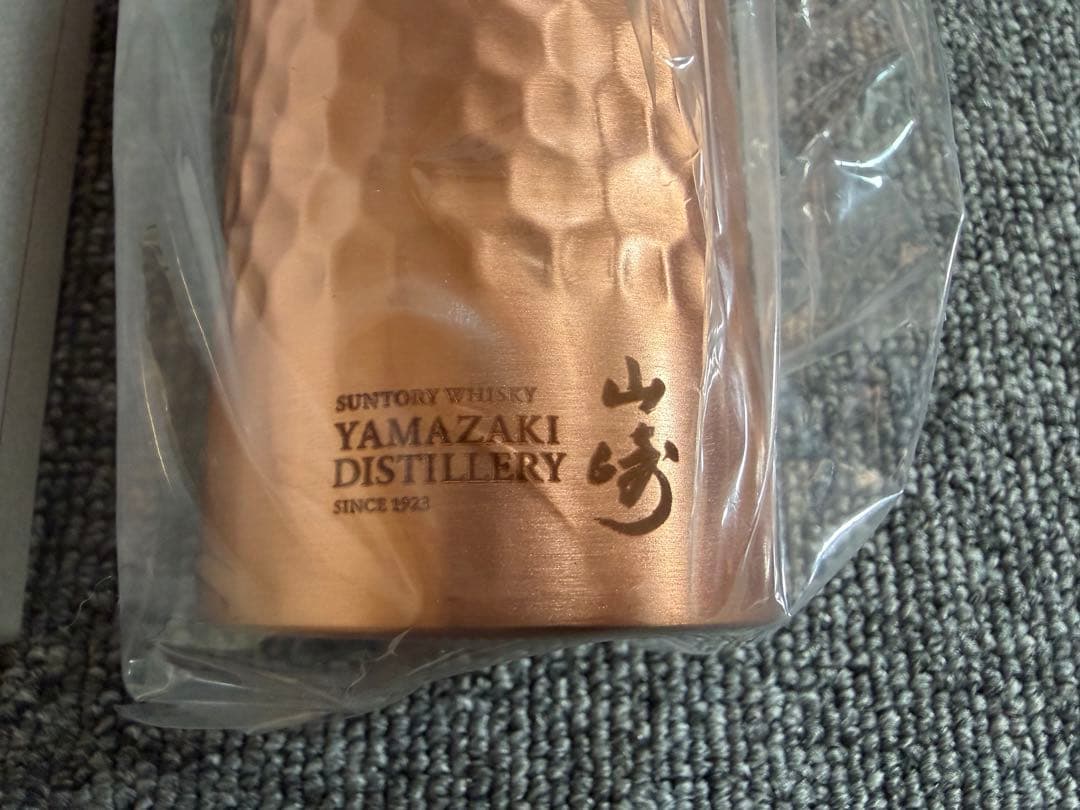 SUNTORY WHISKY
YAMAZAKI
DISTILLERY
SINCE 1923
山崎